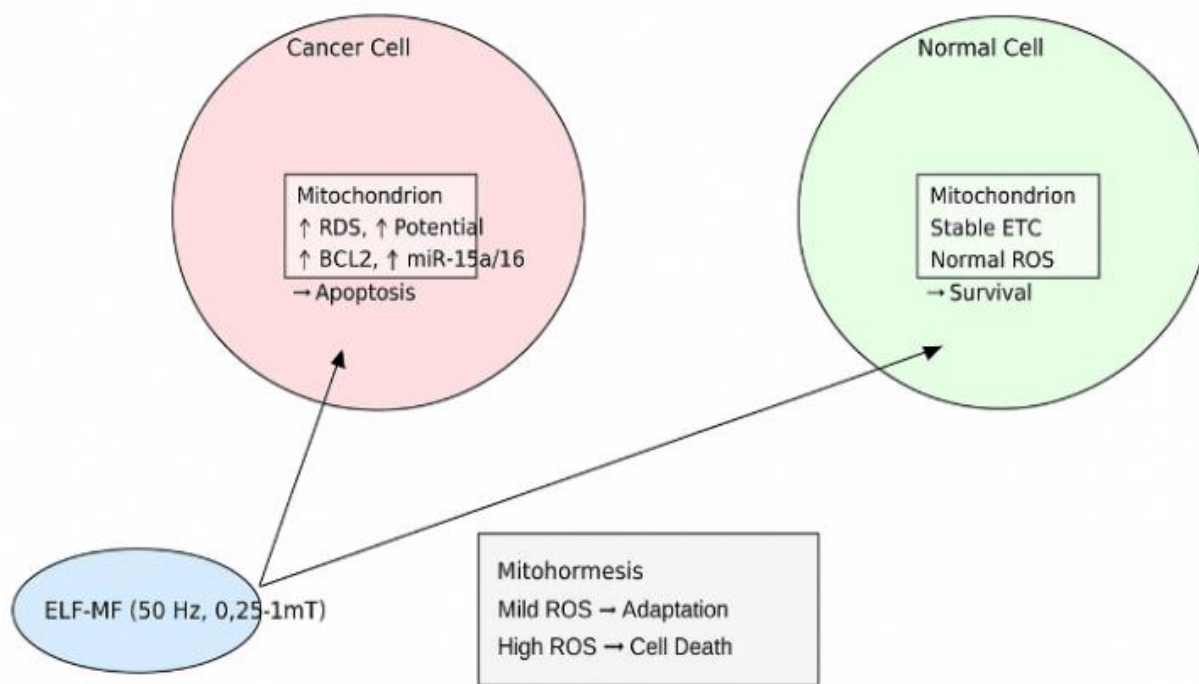 Cancer Cell
Mitochondrion
↑ RDS, ↑ Potential
↑ BCL2, ↑ miR-15a/16
→ Apoptosis
Normal Cell
Mitochondrion
Stable ETC
Normal ROS
→ Survival
ELF-MF (50 Hz, 0,25-1mT)
Mitohormesis
Mild ROS → Adaptation
High ROS → Cell Death